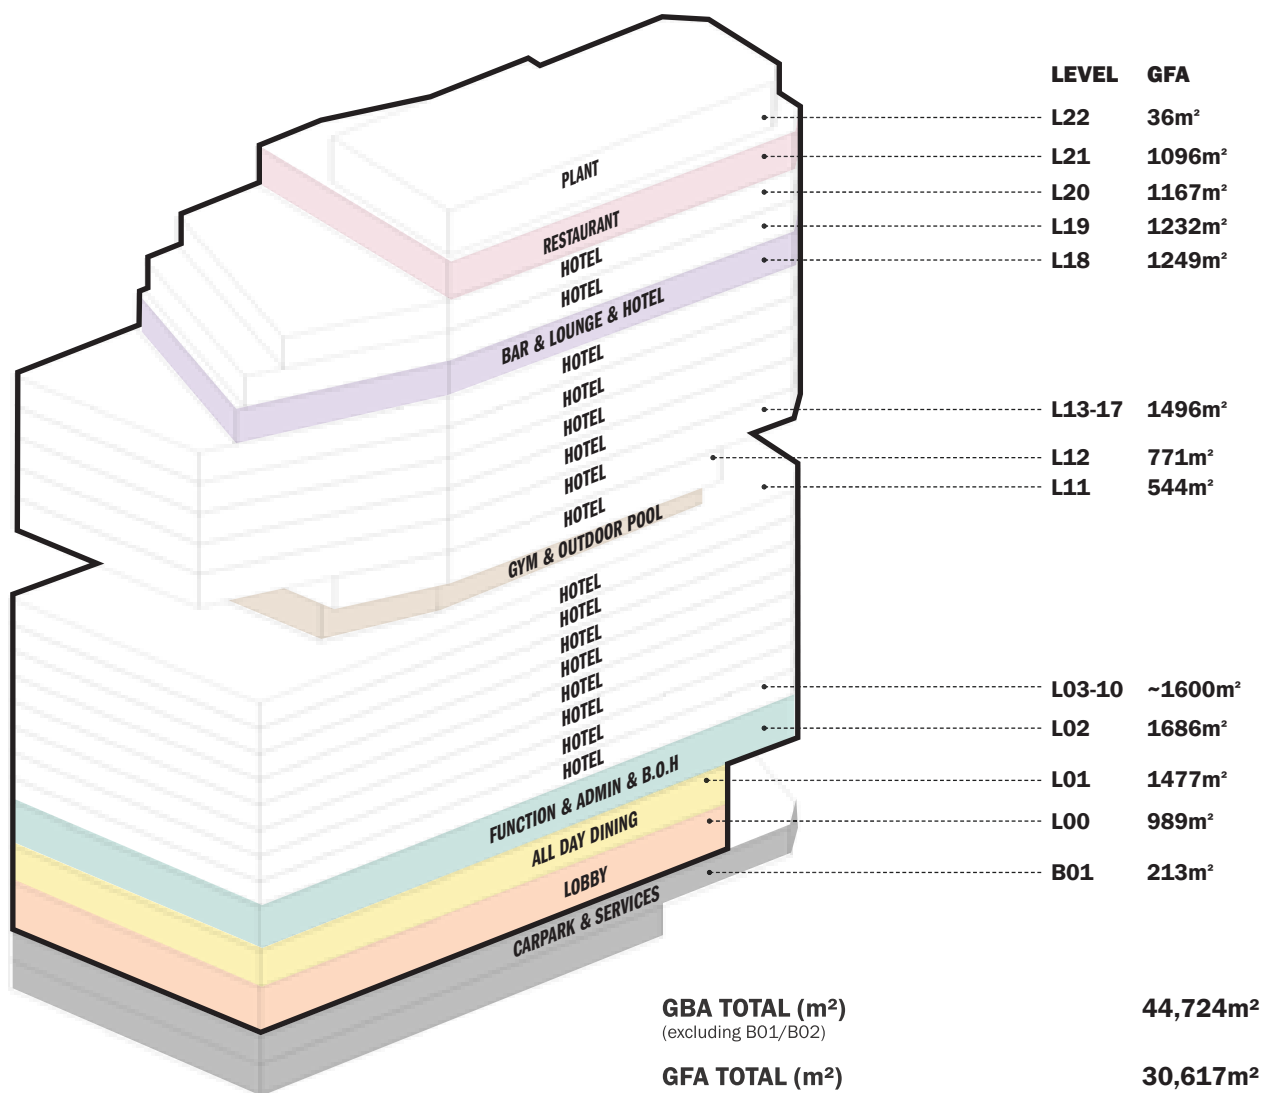 LEVEL GFA
L22 36m²
L21 1096m²
L20 1167m²
L19 1232m²
L18 1249m²
L13-17 1496m²
L12 771m²
L11 544m²
L03-10 ~1600m²
L02 1686m²
L01 1477m²
L00 989m²
B01 213m²
PLANT
RESTAURANT
HOTEL
HOTEL
BAR & LOUNGE & HOTEL
HOTEL
HOTEL
HOTEL
HOTEL
HOTEL
HOTEL
GYM & OUTDOOR POOL
HOTEL
HOTEL
HOTEL
HOTEL
HOTEL
HOTEL
HOTEL
HOTEL
FUNCTION & ADMIN & B.O.H
ALL DAY DINING
LOBBY
CARPARK & SERVICES
GBA TOTAL (m²) 44,724m²
(excluding B01/B02)
GFA TOTAL (m²) 30,617m²